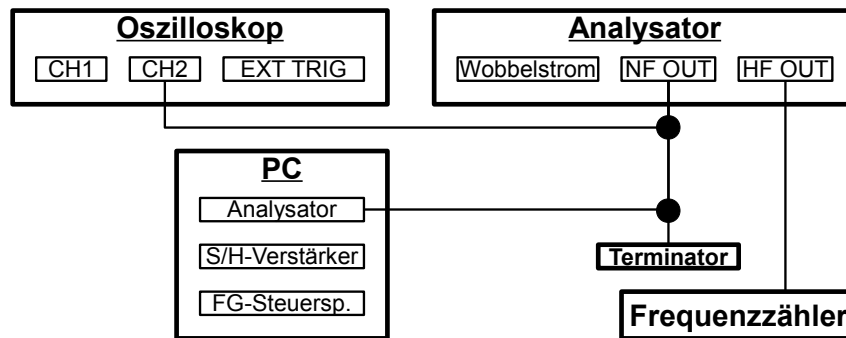 Oszilloskop
CH1 CH2 EXT TRIG
Analysator
Wobbelstrom NF OUT HF OUT
PC
Analysator
S/H-Verstärker
FG-Steuersp.
Terminator
Frequenzzähler